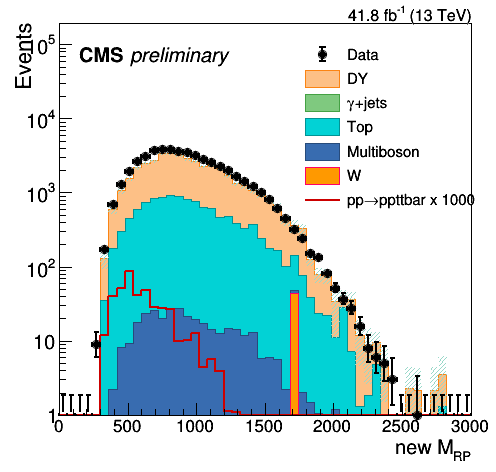 41.8 fb⁻¹ (13 TeV)
Events
CMS preliminary
Data
DY
γ+jets
Top
Multiboson
W
pp→ppttbar x 1000
10⁵
10⁴
10³
10²
10
1
0 500 1000 1500 2000 2500 3000
new M_RP